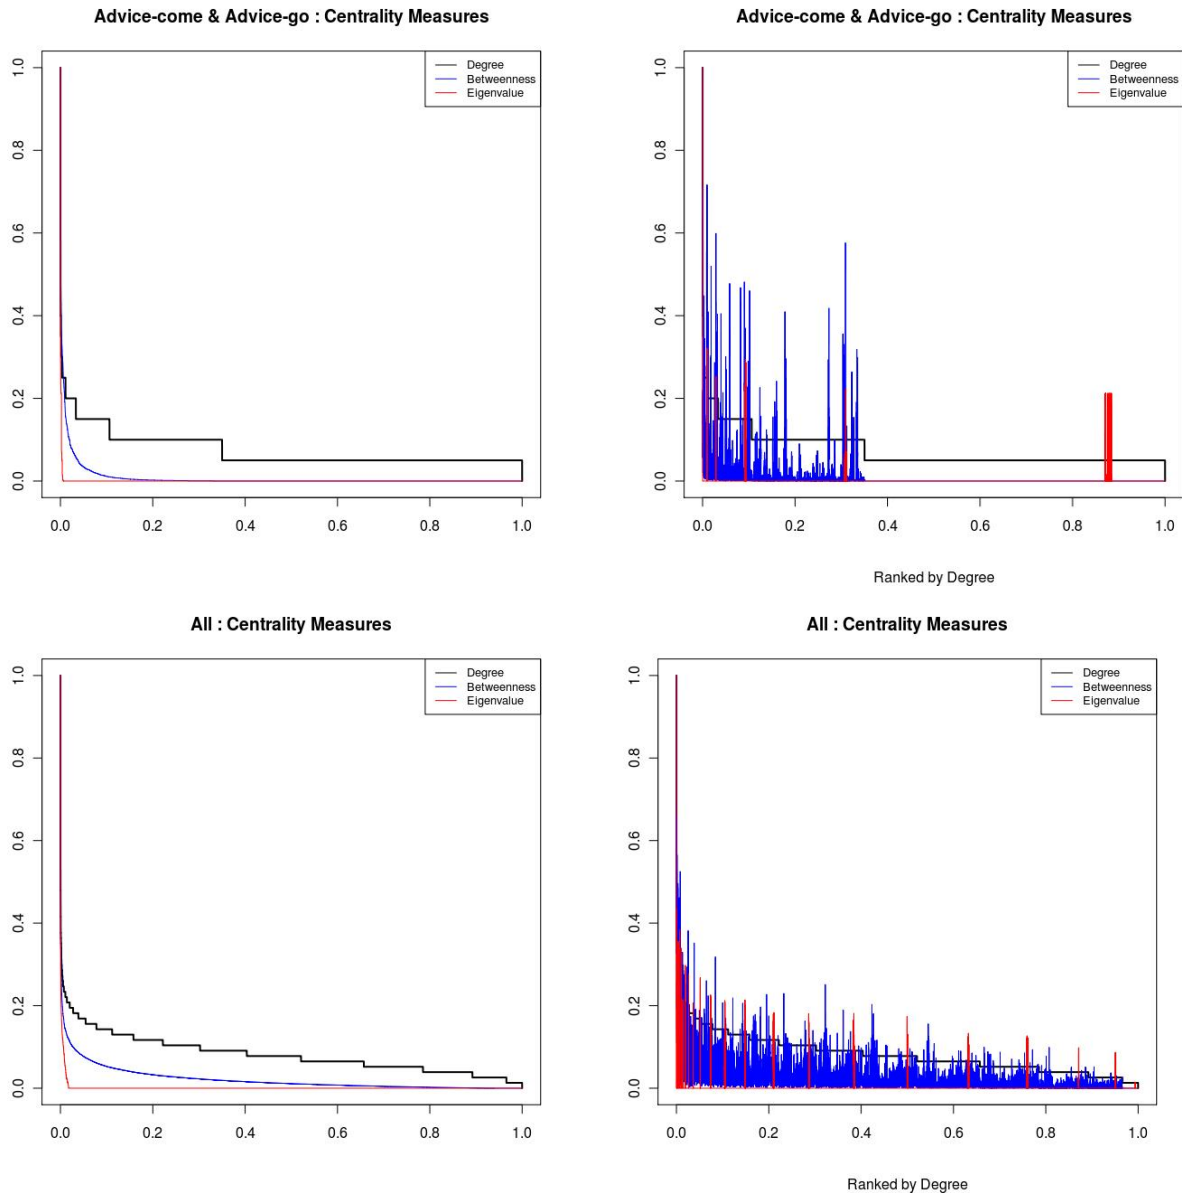 Advice-come & Advice-go : Centrality Measures
Degree
Betweenness
Eigenvalue
1.0
0.8
0.6
0.4
0.2
0.0
0.0 0.2 0.4 0.6 0.8 1.0
Advice-come & Advice-go : Centrality Measures
Degree
Betweenness
Eigenvalue
1.0
0.8
0.6
0.4
0.2
0.0
0.0 0.2 0.4 0.6 0.8 1.0
Ranked by Degree
All : Centrality Measures
Degree
Betweenness
Eigenvalue
1.0
0.8
0.6
0.4
0.2
0.0
0.0 0.2 0.4 0.6 0.8 1.0
All : Centrality Measures
Degree
Betweenness
Eigenvalue
1.0
0.8
0.6
0.4
0.2
0.0
0.0 0.2 0.4 0.6 0.8 1.0
Ranked by Degree